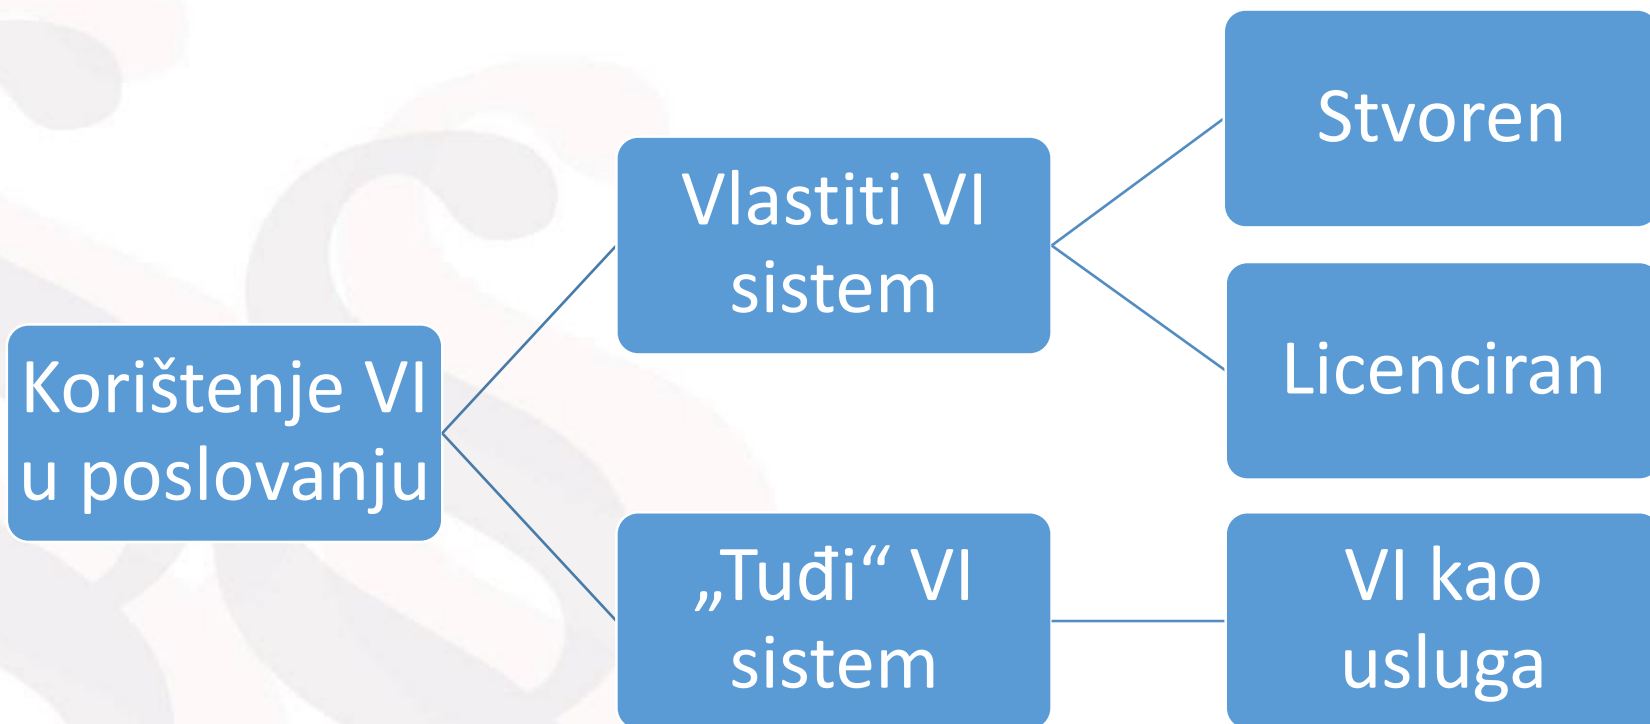 Korištenje VI
u poslovanju
Vlastiti VI
sistem
Stvoren
Licenciran
„Tuđi“ VI
sistem
VI kao
usluga